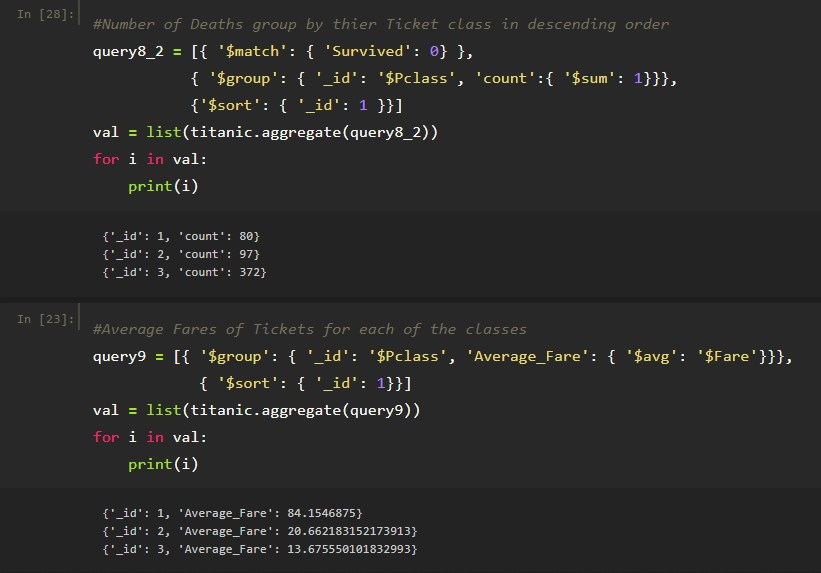 In [28]:
#Number of Deaths group by thier Ticket class in descending order
query8_2 = [{ '$match': { 'Survived': 0} },
{ '$group': { '_id': '$Pclass', 'count':{ '$sum': 1}}},
{'$sort': { '_id': 1 }}]
val = list(titanic.aggregate(query8_2))
for i in val:
print(i)
{'_id': 1, 'count': 80}
{'_id': 2, 'count': 97}
{'_id': 3, 'count': 372}
In [23]:
#Average Fares of Tickets for each of the classes
query9 = [{ '$group': { '_id': '$Pclass', 'Average_Fare': { '$avg': '$Fare'}}},
{ '$sort': { '_id': 1}}]
val = list(titanic.aggregate(query9))
for i in val:
print(i)
{'_id': 1, 'Average_Fare': 84.1546875}
{'_id': 2, 'Average_Fare': 20.662183152173913}
{'_id': 3, 'Average_Fare': 13.675550101832993}